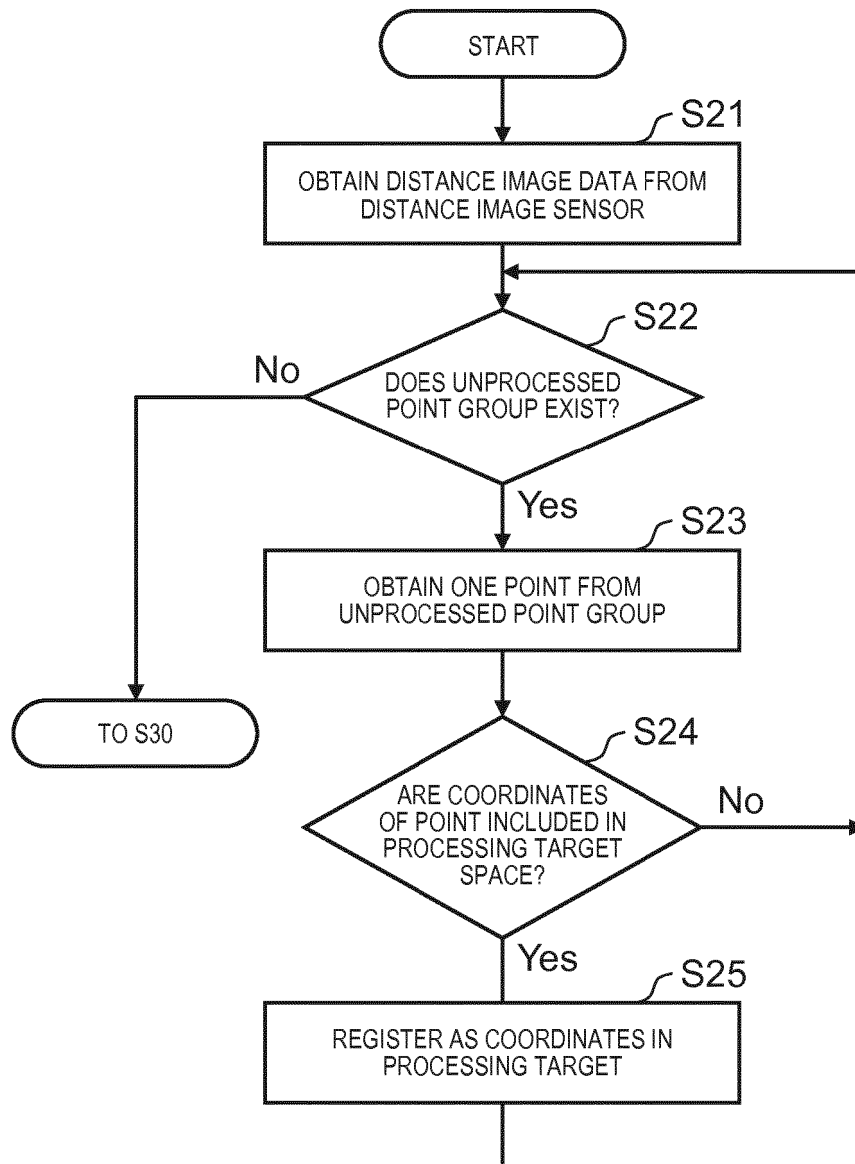 START
S21
OBTAIN DISTANCE IMAGE DATA FROM
DISTANCE IMAGE SENSOR
S22
No
DOES UNPROCESSED
POINT GROUP EXIST?
Yes
S23
OBTAIN ONE POINT FROM
UNPROCESSED POINT GROUP
TO S30
S24
ARE COORDINATES
OF POINT INCLUDED IN
PROCESSING TARGET
SPACE?
No
Yes
S25
REGISTER AS COORDINATES IN
PROCESSING TARGET